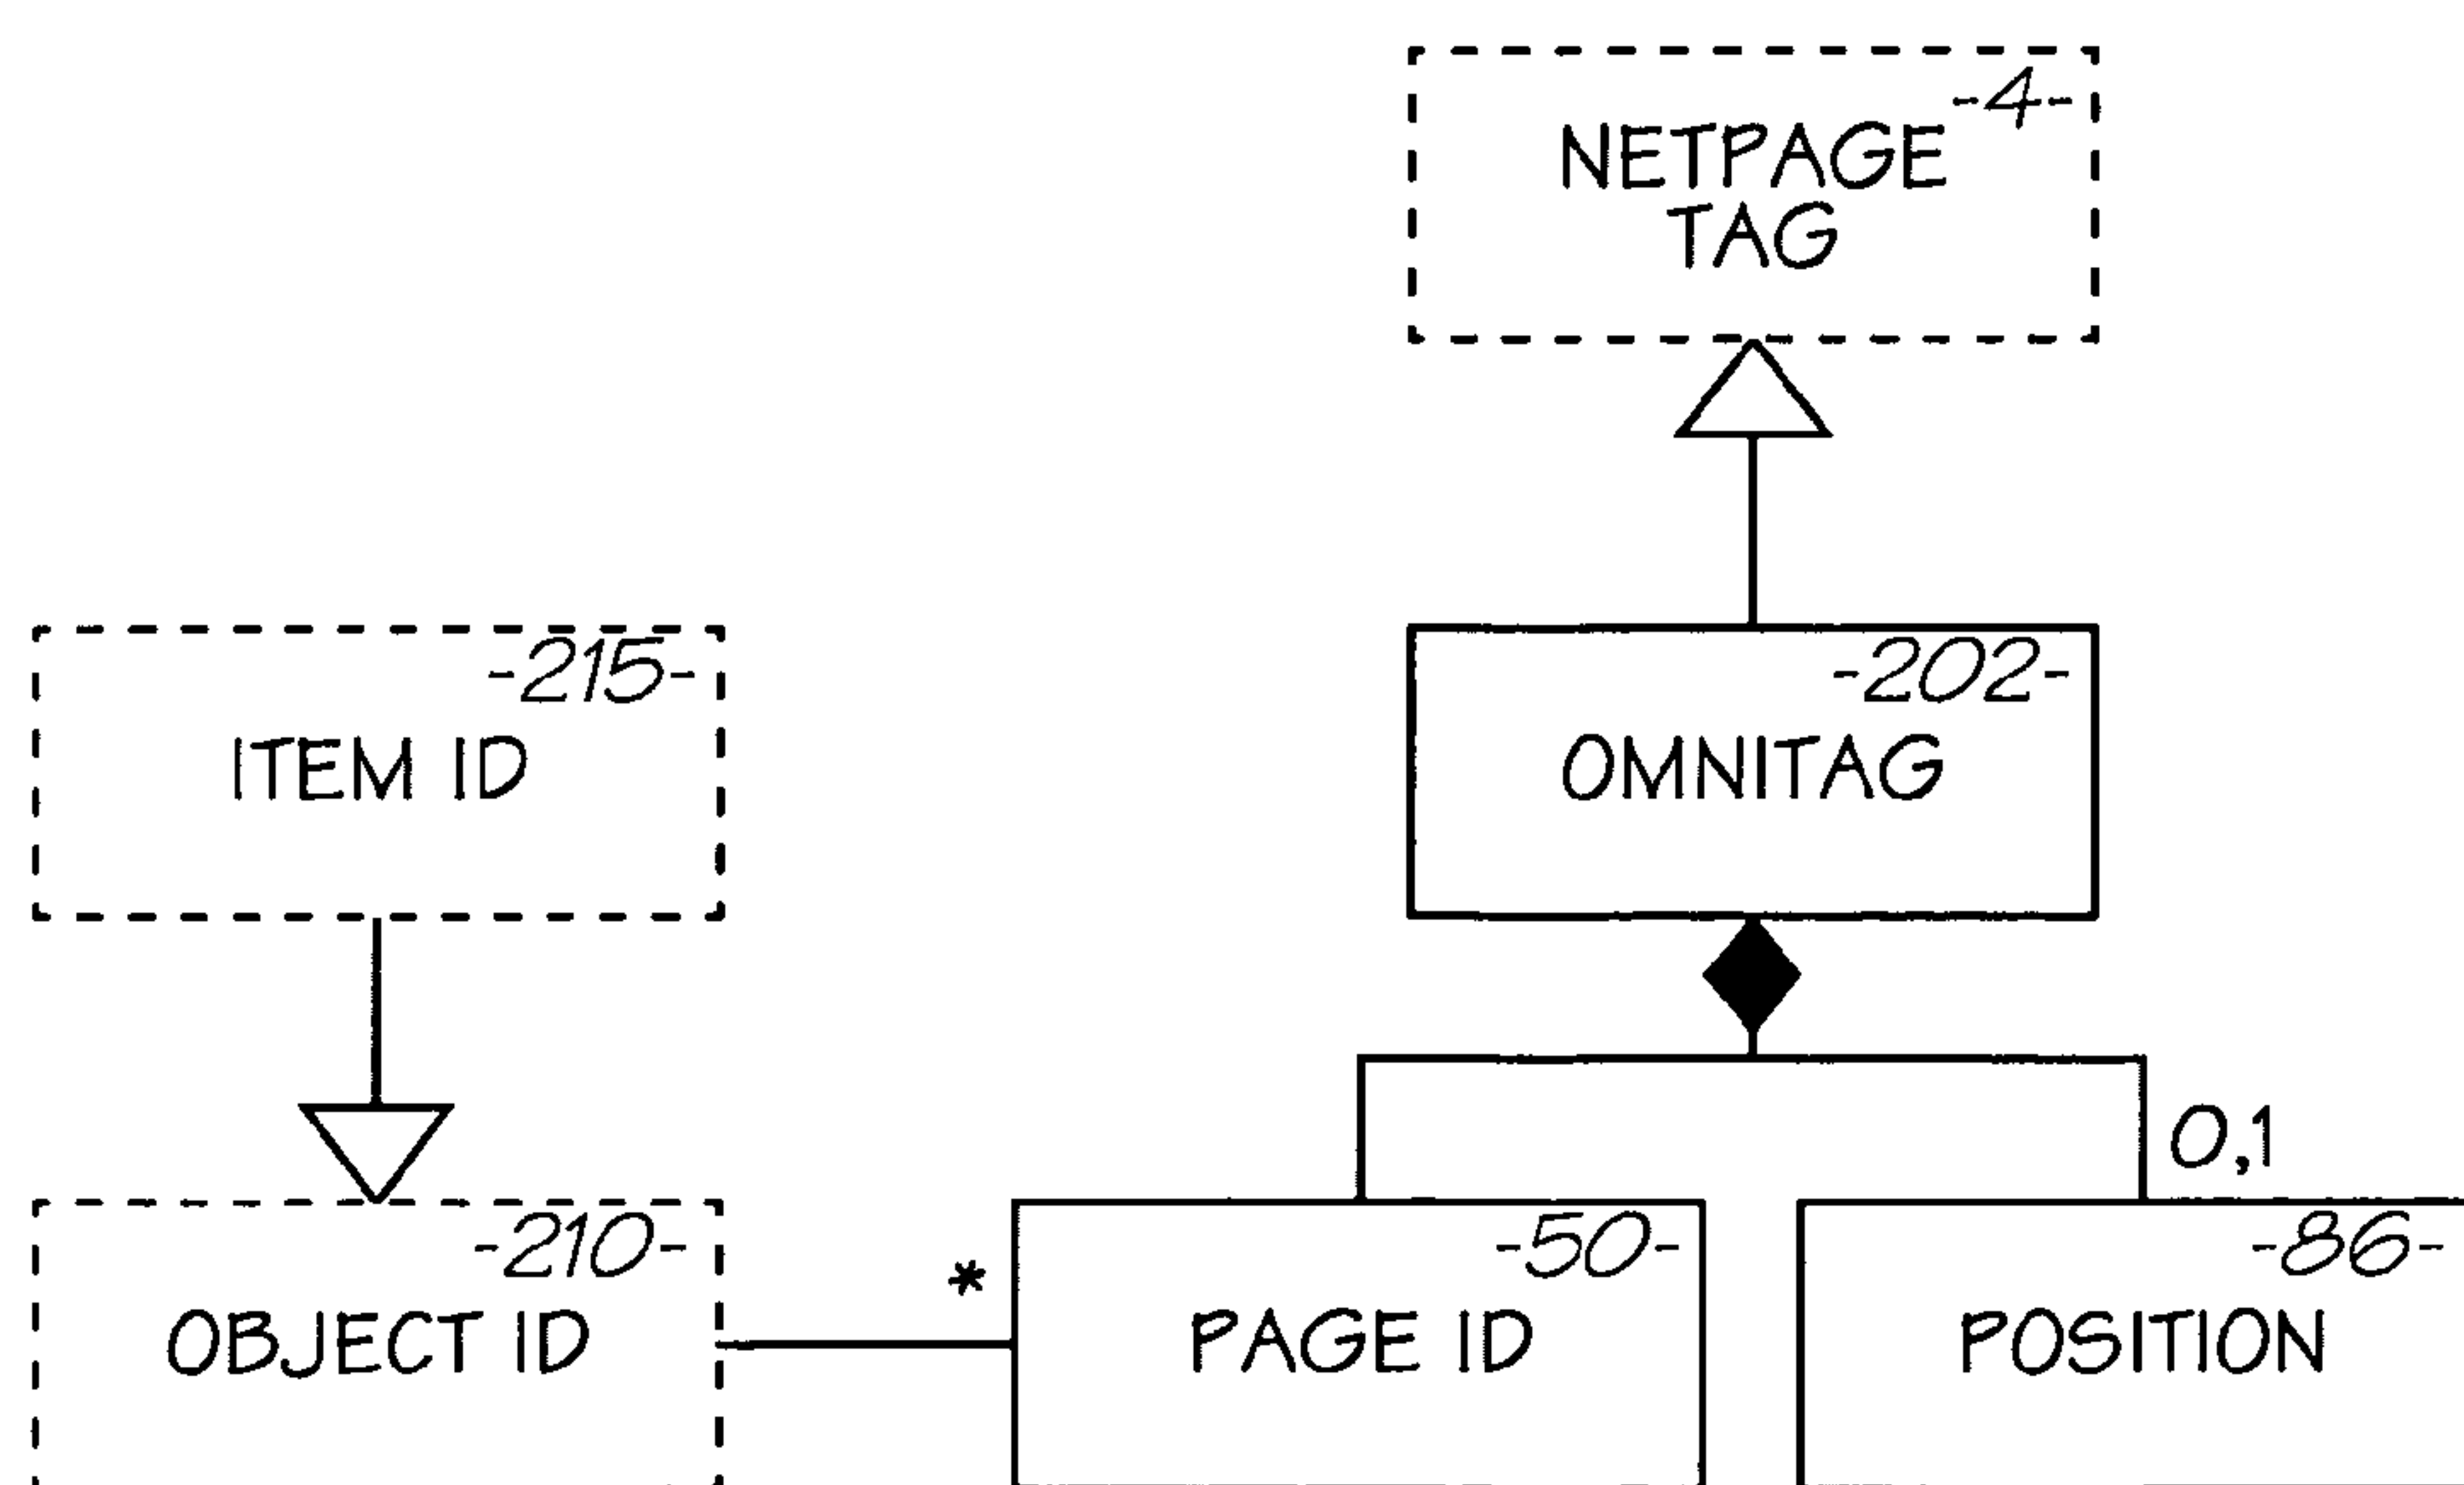 -4-
NETPAGE
TAG
-215-
ITEM ID
-202-
OMNITAG
0,1
-210-
OBJECT ID
*
-50-
PAGE ID
-86-
POSITION